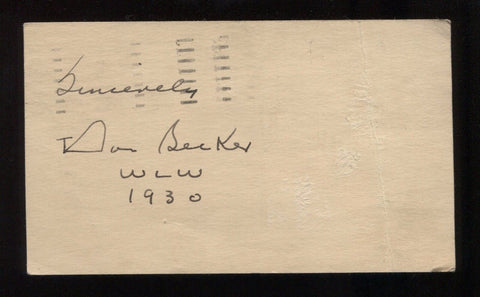 Sincerely
Don Becker
WLW
1930